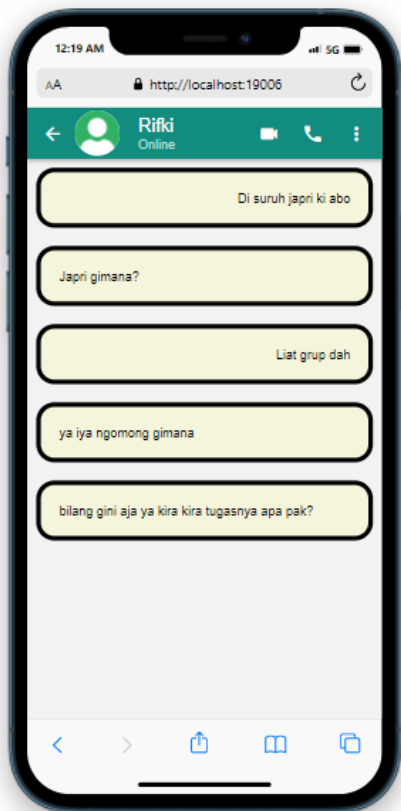 12:19 AM
5G
AA
http://localhost:19006
Rifki
Online
Di suruh japri ki abo
Japri gimana?
Liat grup dah
ya iya ngomong gimana
bilang gini aja ya kira kira tugasnya apa pak?